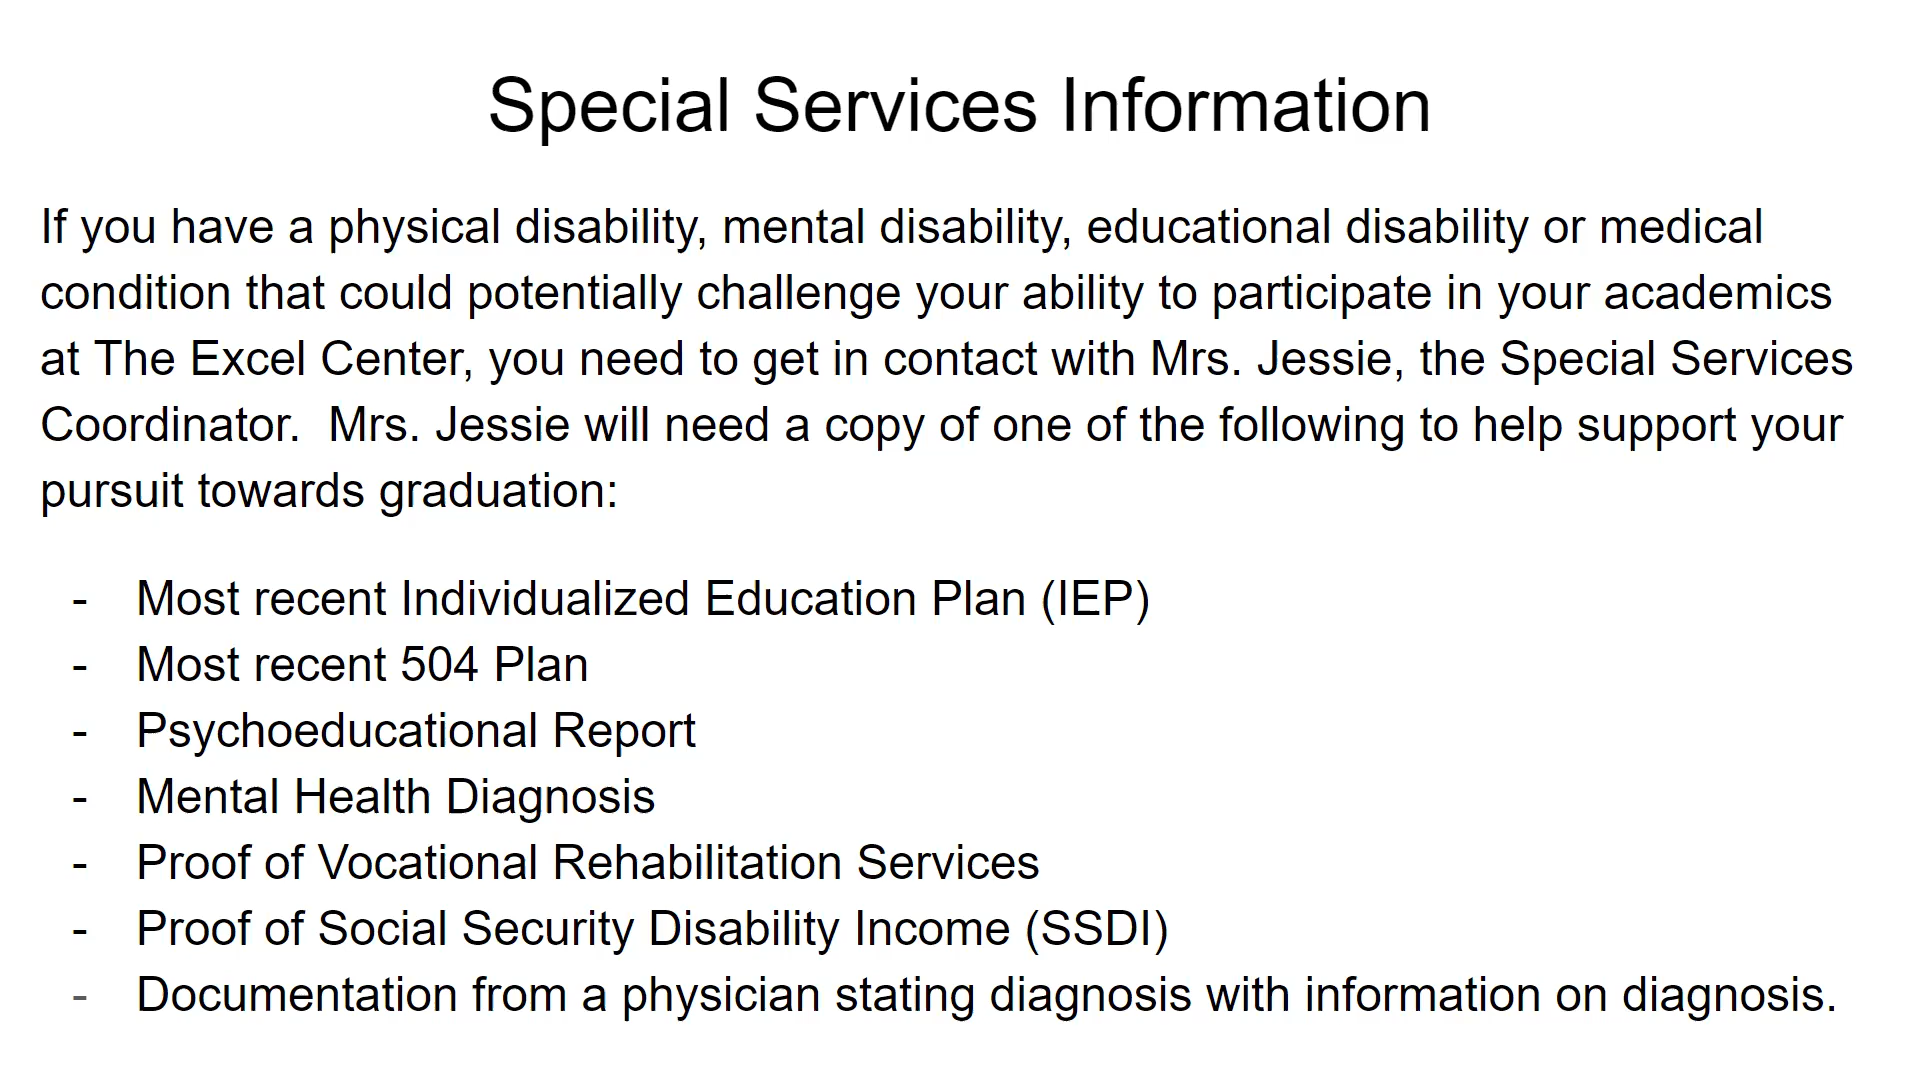 Special Services Information
If you have a physical disability, mental disability, educational disability or medical
condition that could potentially challenge your ability to participate in your academics
at The Excel Center, you need to get in contact with Mrs. Jessie, the Special Services
Coordinator.  Mrs. Jessie will need a copy of one of the following to help support your
pursuit towards graduation:
- Most recent Individualized Education Plan (IEP)
- Most recent 504 Plan
- Psychoeducational Report
- Mental Health Diagnosis
- Proof of Vocational Rehabilitation Services
- Proof of Social Security Disability Income (SSDI)
- Documentation from a physician stating diagnosis with information on diagnosis.